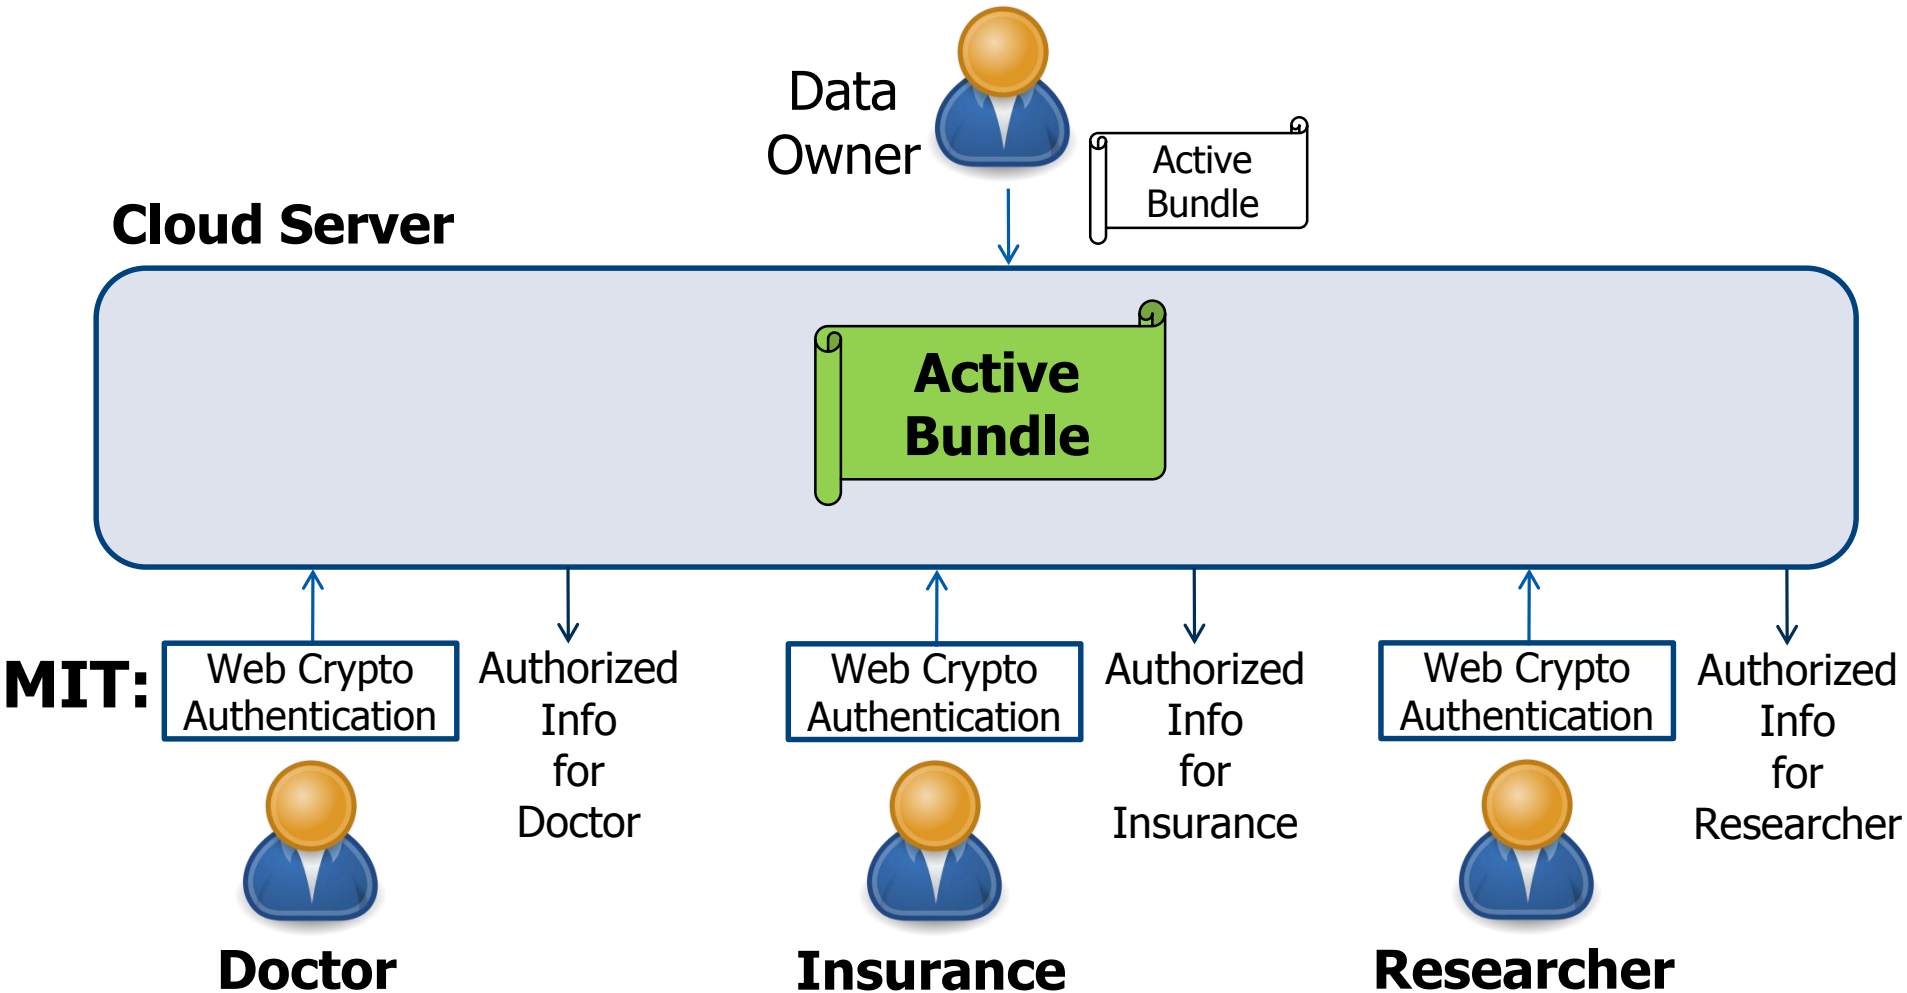 Data
Owner
Active
Bundle
Cloud Server
Active
Bundle
MIT:
Web Crypto
Authentication
Authorized
Info
for
Doctor
Web Crypto
Authentication
Authorized
Info
for
Insurance
Web Crypto
Authentication
Authorized
Info
for
Researcher
Doctor
Insurance
Researcher